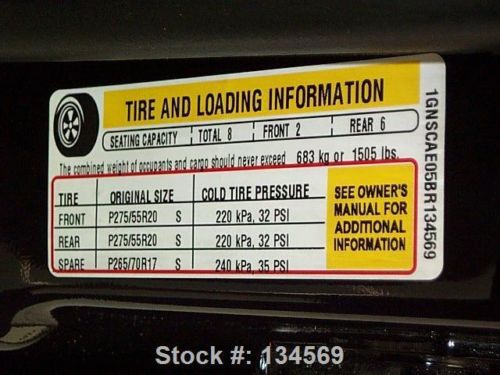 TIRE AND LOADING INFORMATION
SEATING CAPACITY TOTAL 8 FRONT 2 REAR 6
The combined weight of occupants and cargo should never exceed 683 kg or 1505 lbs.
TIRE ORIGINAL SIZE COLD TIRE PRESSURE
FRONT P275/55R20 S 220 kPa, 32 PSI
REAR P275/55R20 S 220 kPa, 32 PSI
SPARE P265/70R17 S 240 kPa, 35 PSI
SEE OWNER'S
MANUAL FOR
ADDITIONAL
INFORMATION
1GNSCAE05BR134569
Stock #: 134569